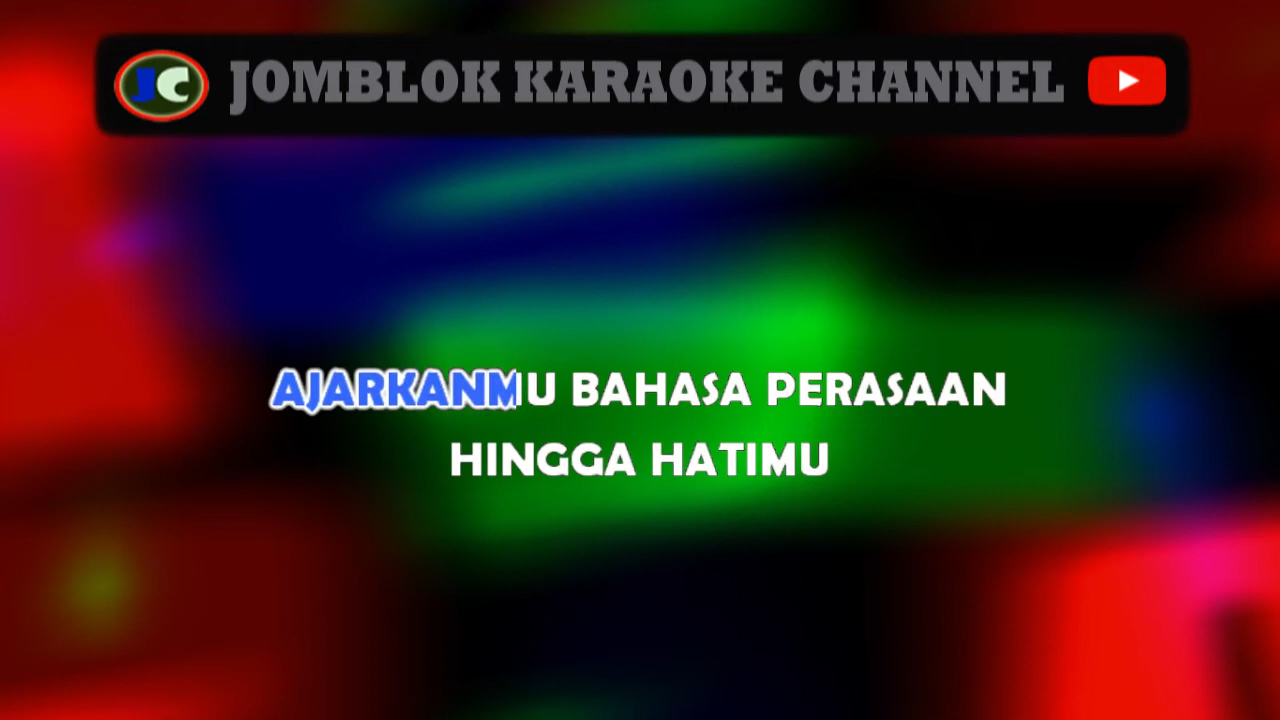 JC JOMBLOK KARAOKE CHANNEL
AJARKANMU BAHASA PERASAAN
HINGGA HATIMU